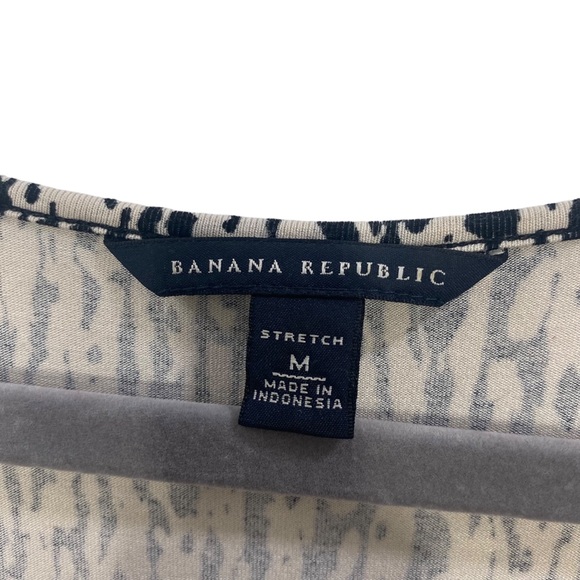 BANANA REPUBLIC
STRETCH
M
MADE IN
INDONESIA